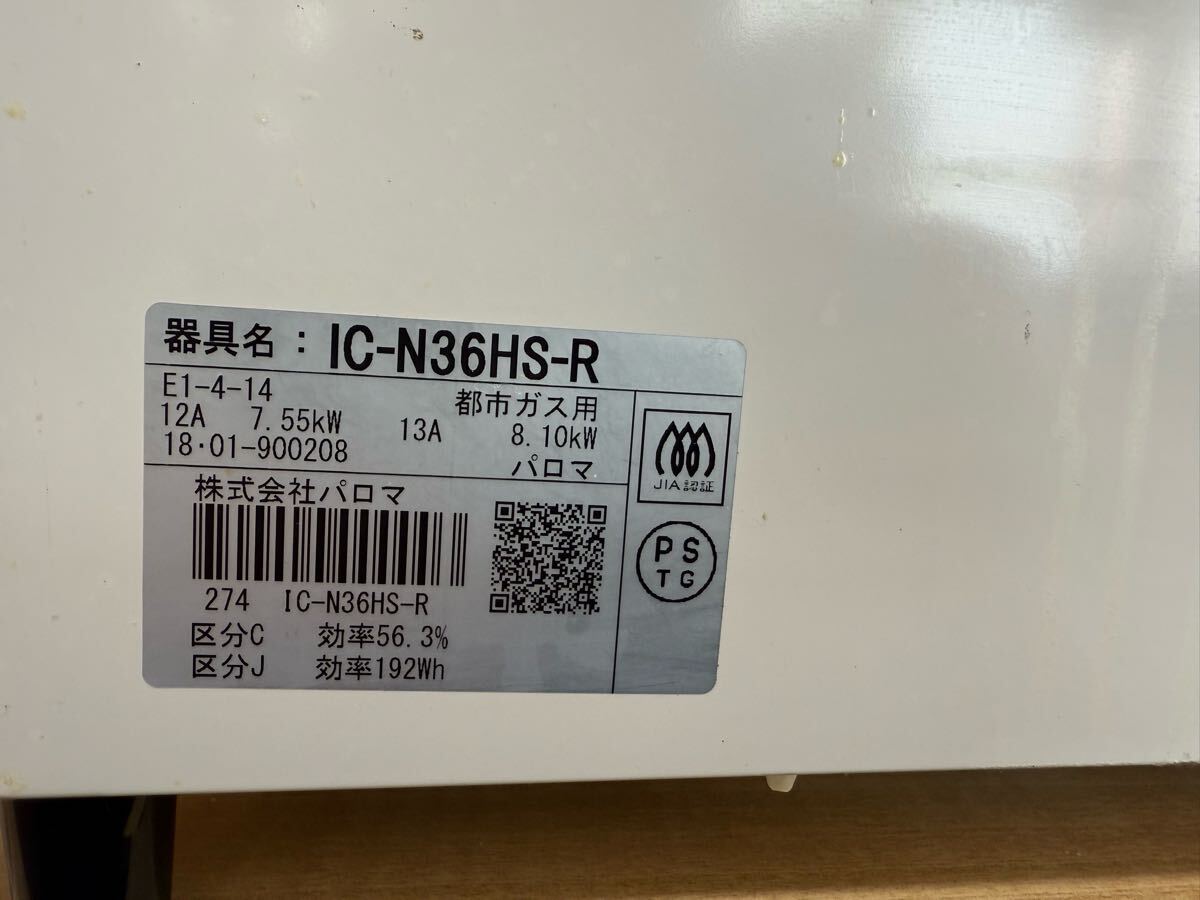 器具名：IC-N36HS-R
E1-4-14 都市ガス用
12A 7.55kW 13A 8.10kW
18・01-900208 パロマ
株式会社パロマ
274 IC-N36HS-R
区分C 効率56.3%
区分J 効率192Wh
JIA認証
PS
TG